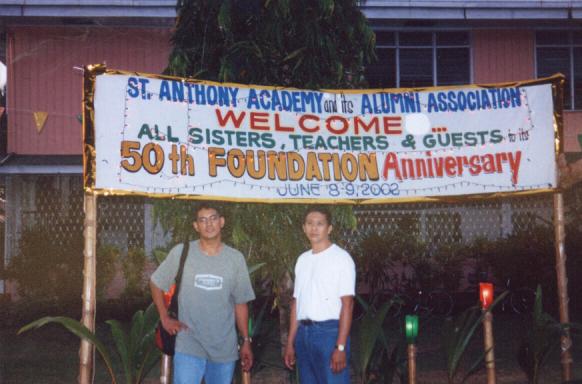 ST. ANTHONY ACADEMY and its ALUMNI ASSOCIATION
WELCOME ...
ALL SISTERS, TEACHERS & GUESTS to its
50th FOUNDATION Anniversary
JUNE 8-9, 2002